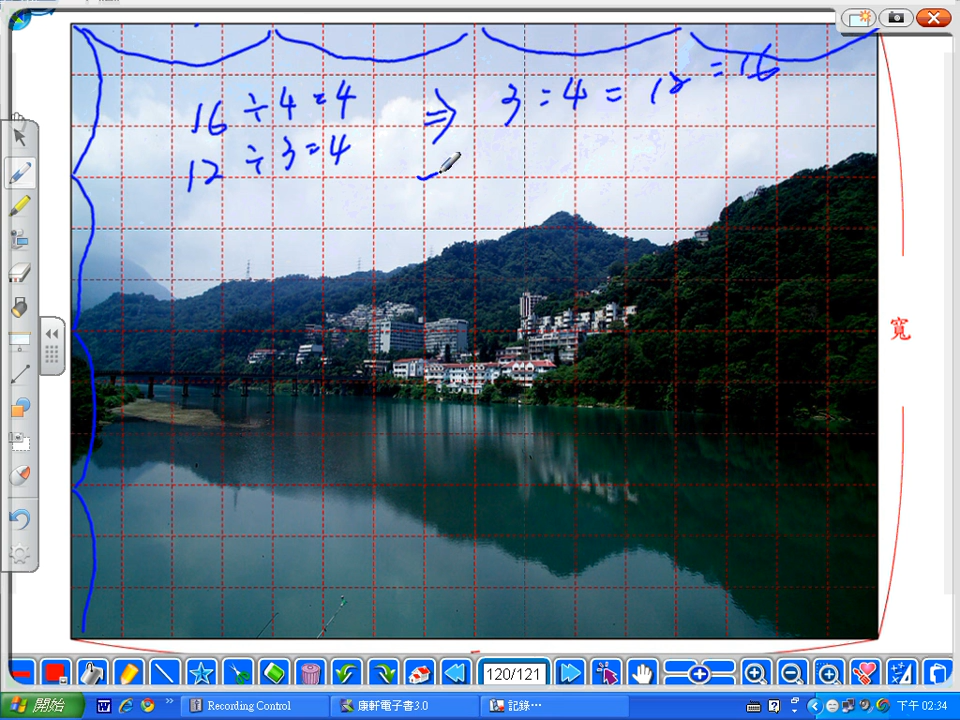 16 ÷ 4 = 4 ⇒ 3 : 4 = 12 : 16
12 ÷ 3 = 4
寬
120/121
開始
Recording Control
康軒電子書3.0
記錄…
下午 02:34